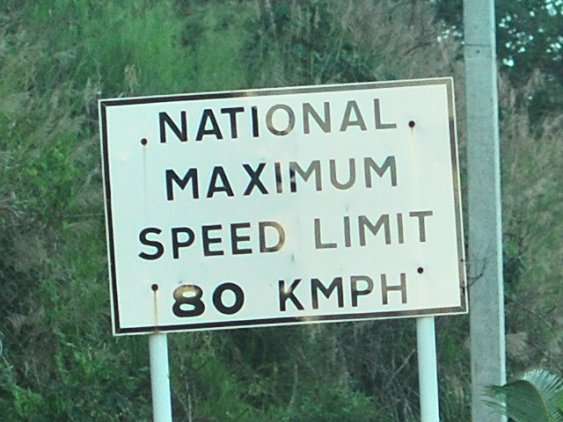 NATIONAL
MAXIMUM
SPEED LIMIT
80 KMPH